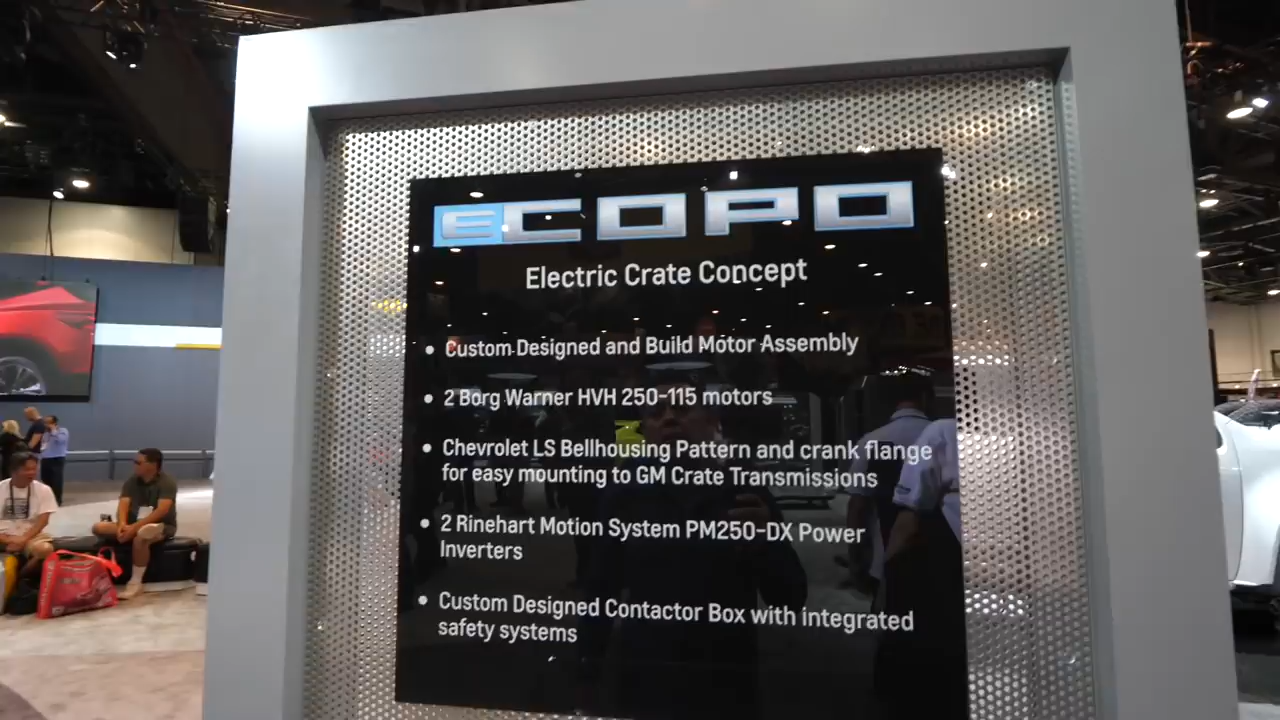 ECOPO
Electric Crate Concept
• Custom Designed and Build Motor Assembly
• 2 Borg Warner HVH 250-115 motors
• Chevrolet LS Bellhousing Pattern and crank flange
for easy mounting to GM Crate Transmissions
• 2 Rinehart Motion System PM250-DX Power
Inverters
• Custom Designed Contactor Box with integrated
safety systems